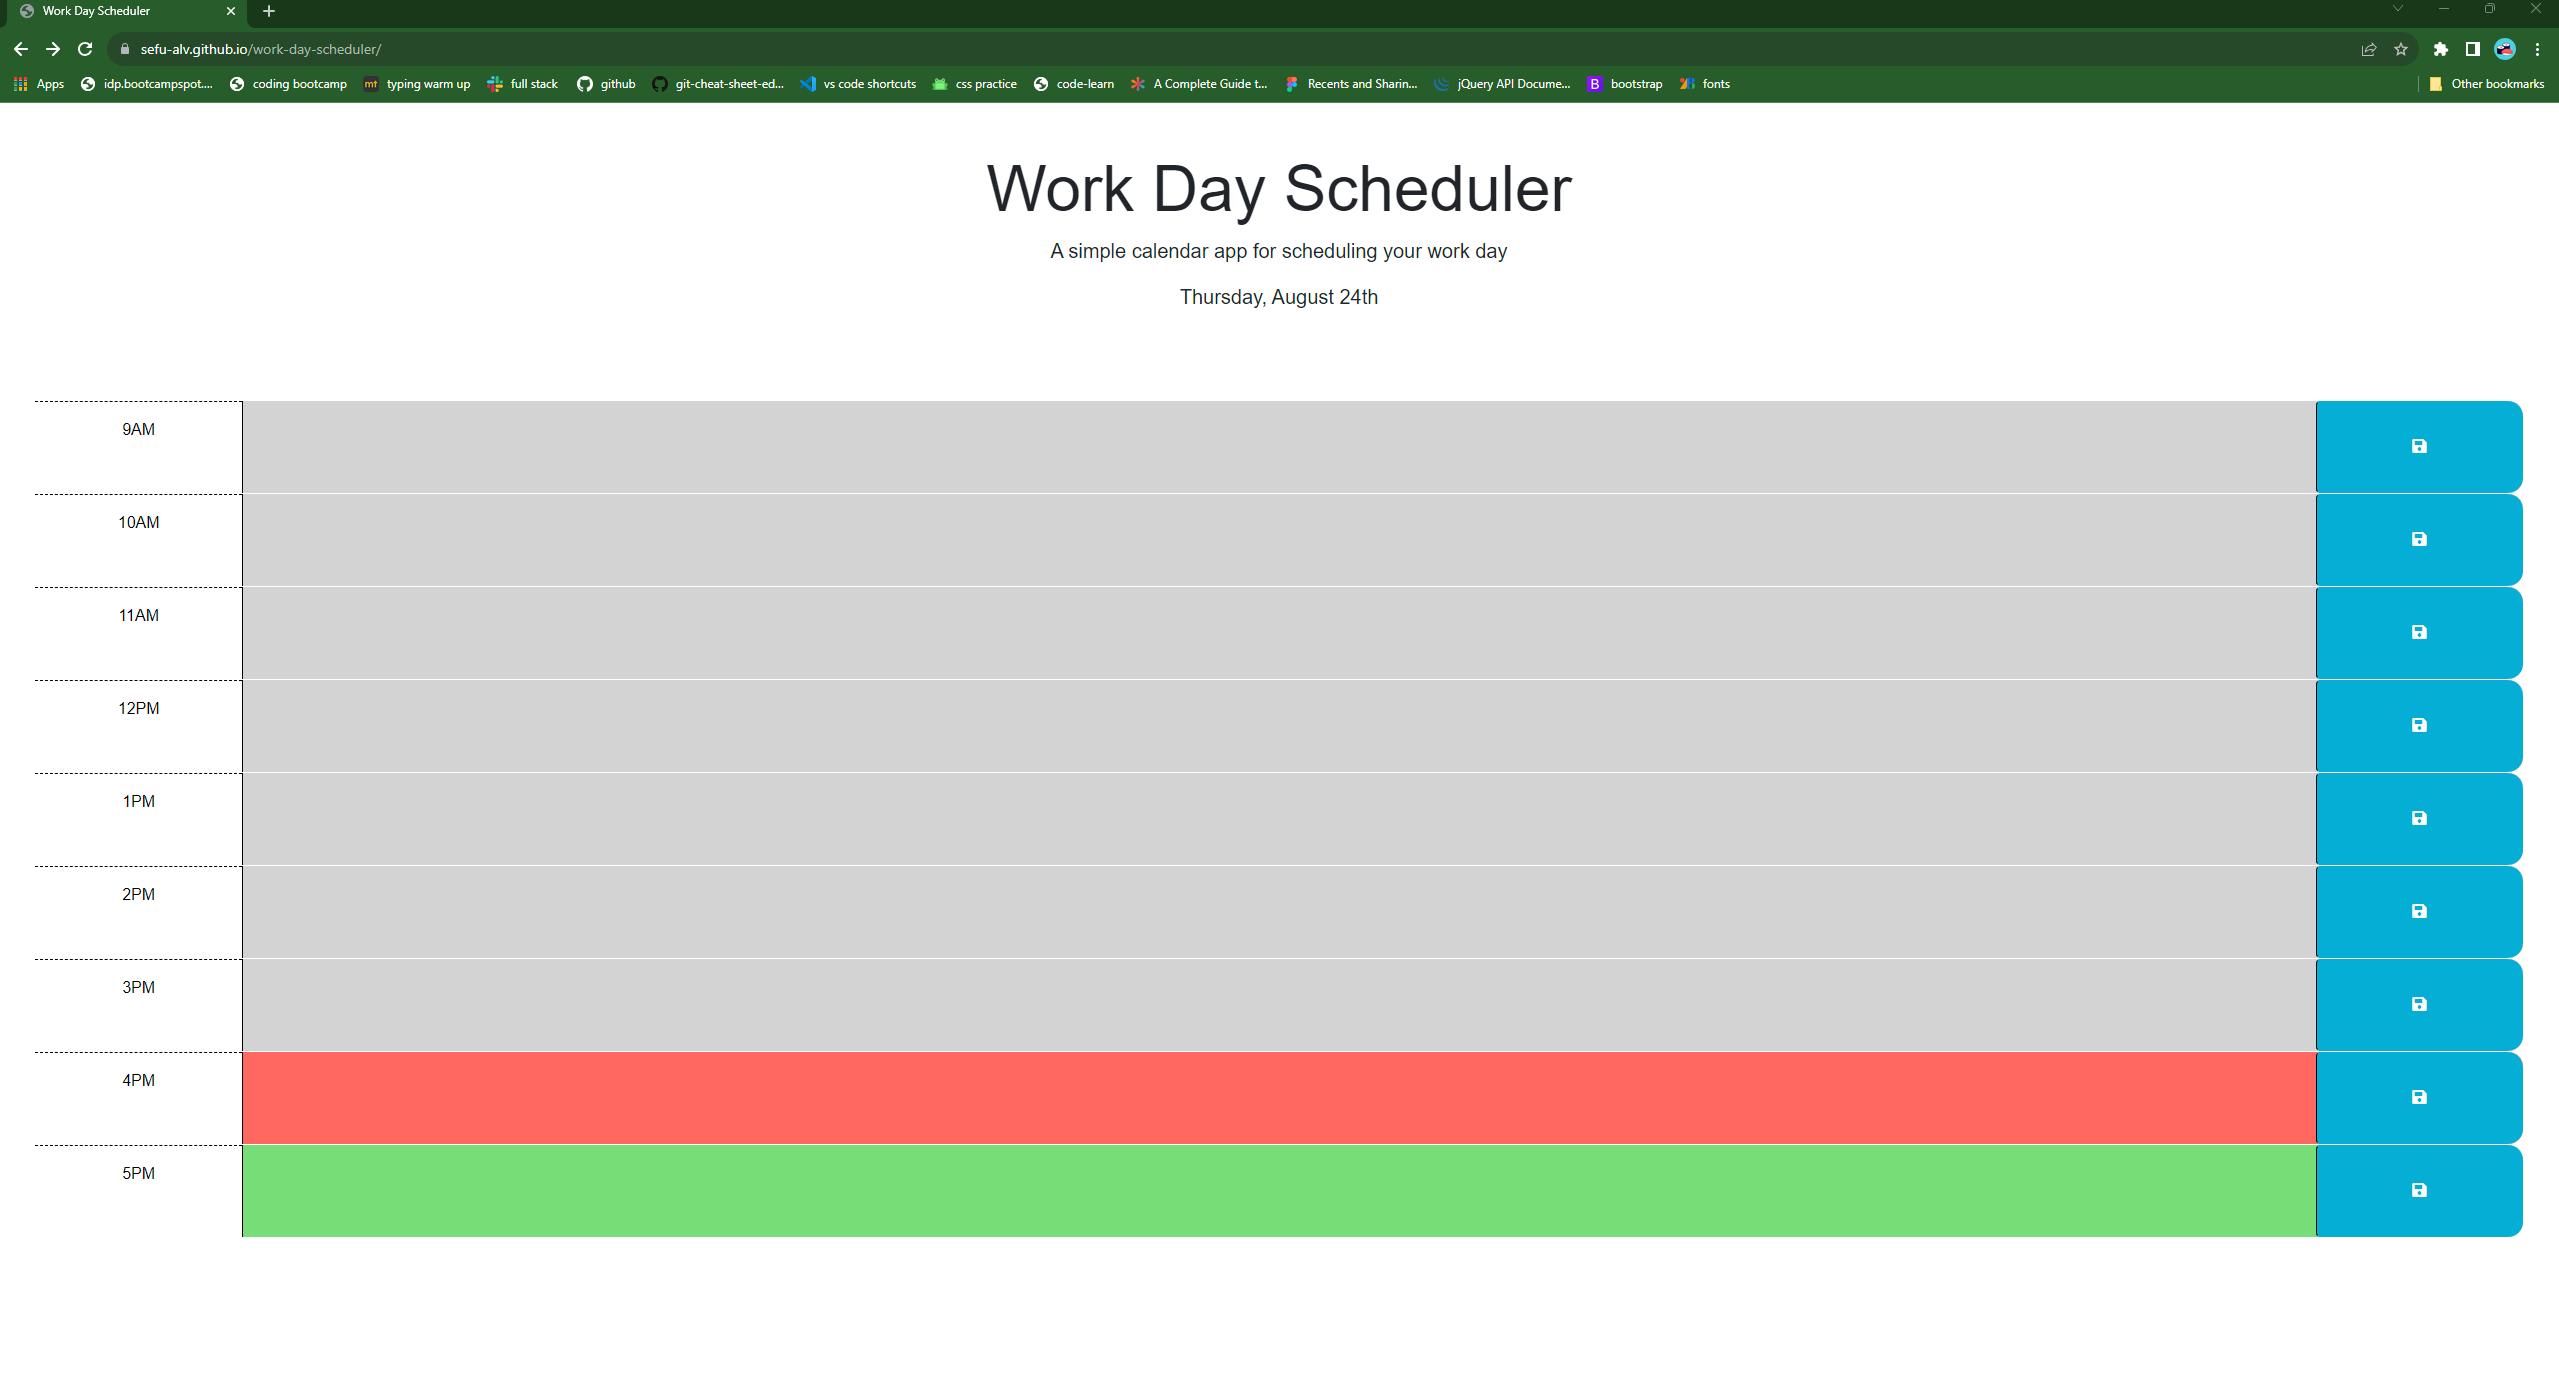 Work Day Scheduler
sefu-alv.github.io/work-day-scheduler/
Apps idp.bootcampspot.... coding bootcamp mt typing warm up full stack github git-cheat-sheet-ed... vs code shortcuts css practice code-learn A Complete Guide t... Recents and Sharin... jQuery API Docume... B bootstrap fonts Other bookmarks
Work Day Scheduler
A simple calendar app for scheduling your work day
Thursday, August 24th
9AM
10AM
11AM
12PM
1PM
2PM
3PM
4PM
5PM